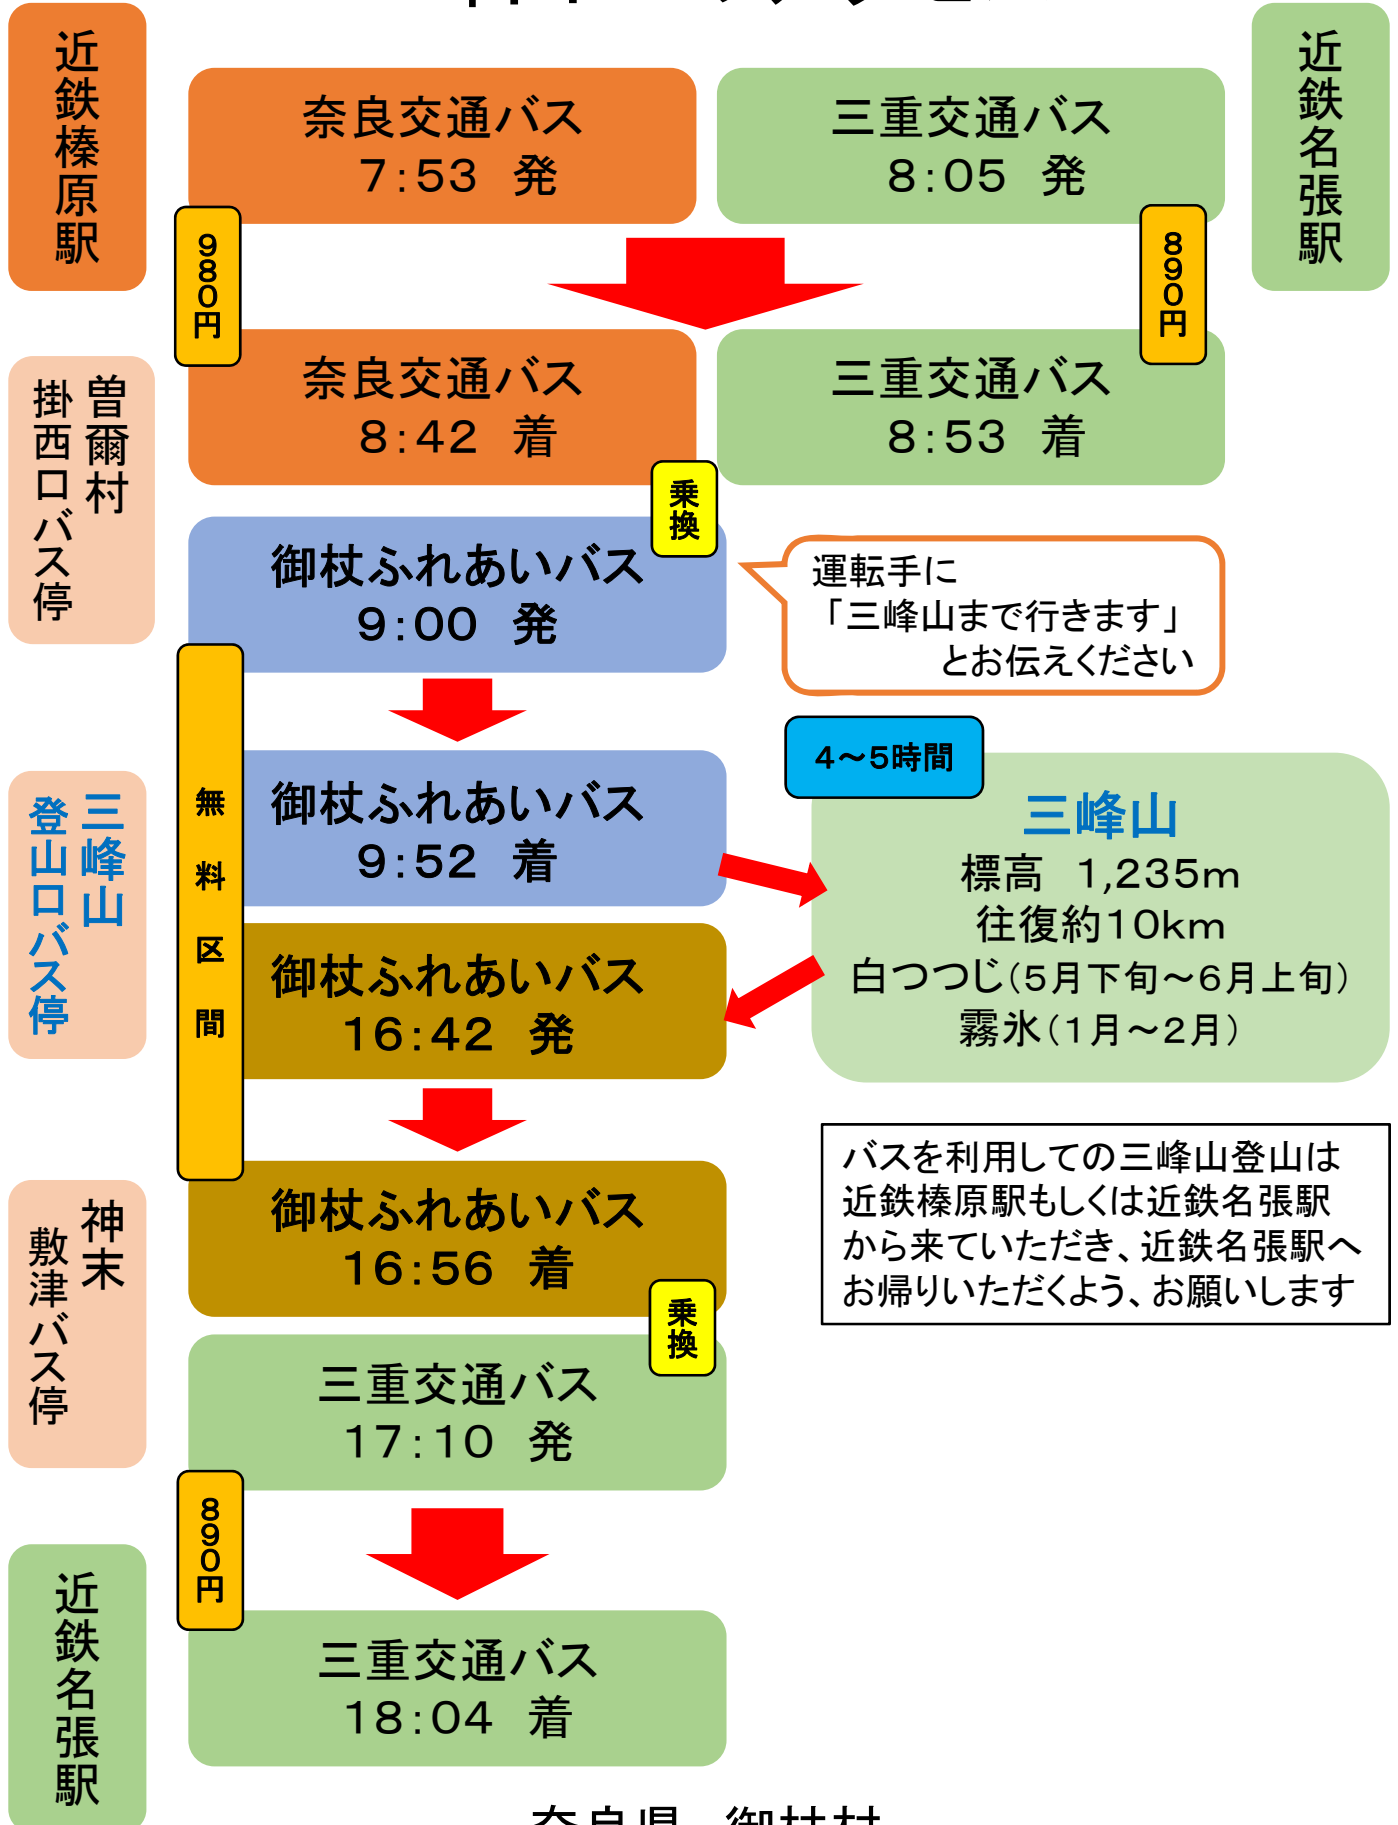 近鉄榛原駅
奈良交通バス
7:53 発
三重交通バス
8:05 発
近鉄名張駅
980円
890円
曽爾村
掛西口バス停
奈良交通バス
8:42 着
三重交通バス
8:53 着
乗換
御杖ふれあいバス
9:00 発
運転手に
「三峰山まで行きます」
とお伝えください
無料区間
三峰山
登山口バス停
御杖ふれあいバス
9:52 着
4～5時間
三峰山
標高 1,235m
往復約10km
白つつじ(5月下旬～6月上旬)
霧氷(1月～2月)
御杖ふれあいバス
16:42 発
バスを利用しての三峰山登山は
近鉄榛原駅もしくは近鉄名張駅
から来ていただき、近鉄名張駅へ
お帰りいただくよう、お願いします
神末
敷津バス停
御杖ふれあいバス
16:56 着
乗換
三重交通バス
17:10 発
890円
近鉄名張駅
三重交通バス
18:04 着
奈良県 御杖村